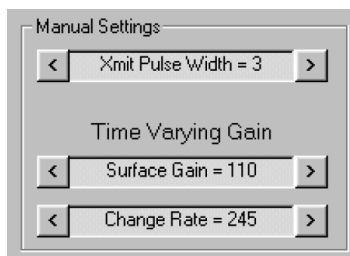 Manual Settings
< Xmit Pulse Width = 3 >
Time Varying Gain
< Surface Gain = 110 >
< Change Rate = 245 >